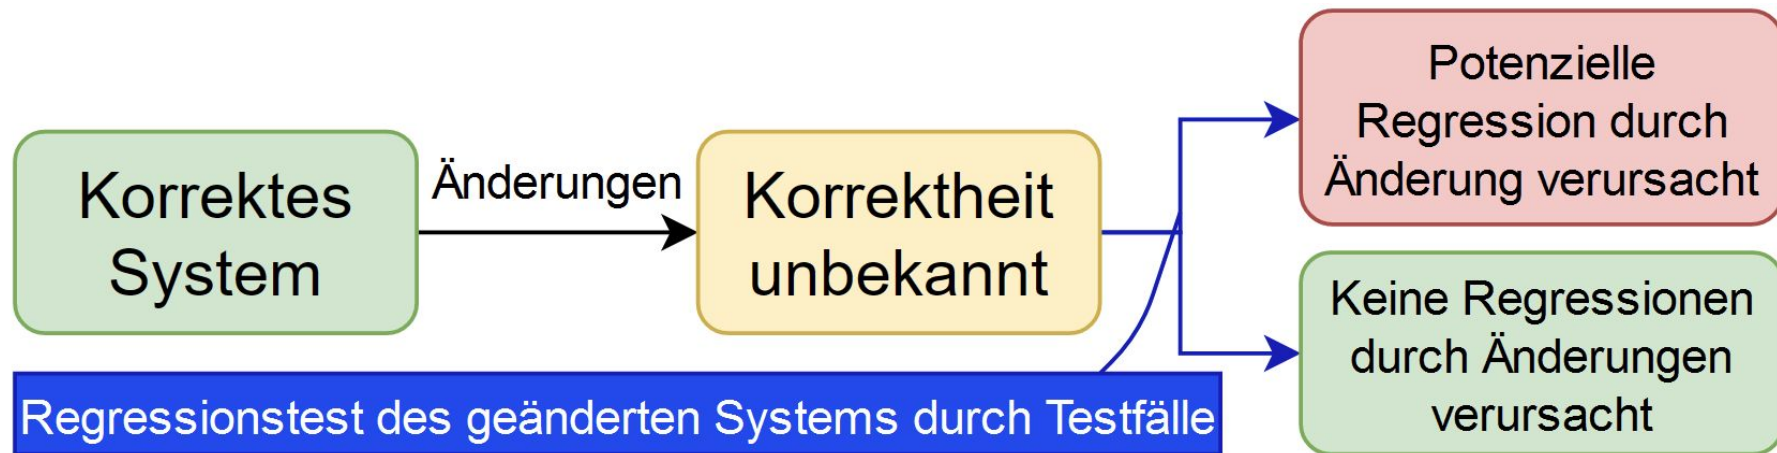 Korrektes
System
Änderungen
Korrektheit
unbekannt
Potenzielle
Regression durch
Änderung verursacht
Keine Regressionen
durch Änderungen
verursacht
Regressionstest des geänderten Systems durch Testfälle